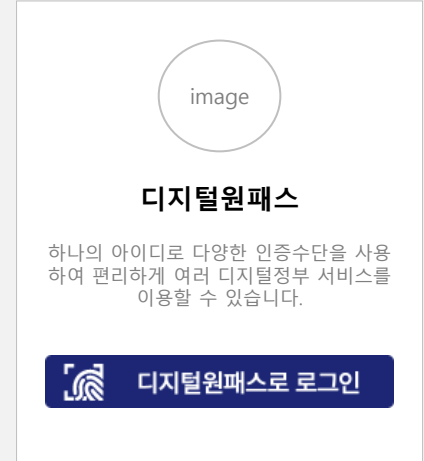 image
디지털원패스
하나의 아이디로 다양한 인증수단을 사용
하여 편리하게 여러 디지털정부 서비스를
이용할 수 있습니다.
디지털원패스로 로그인